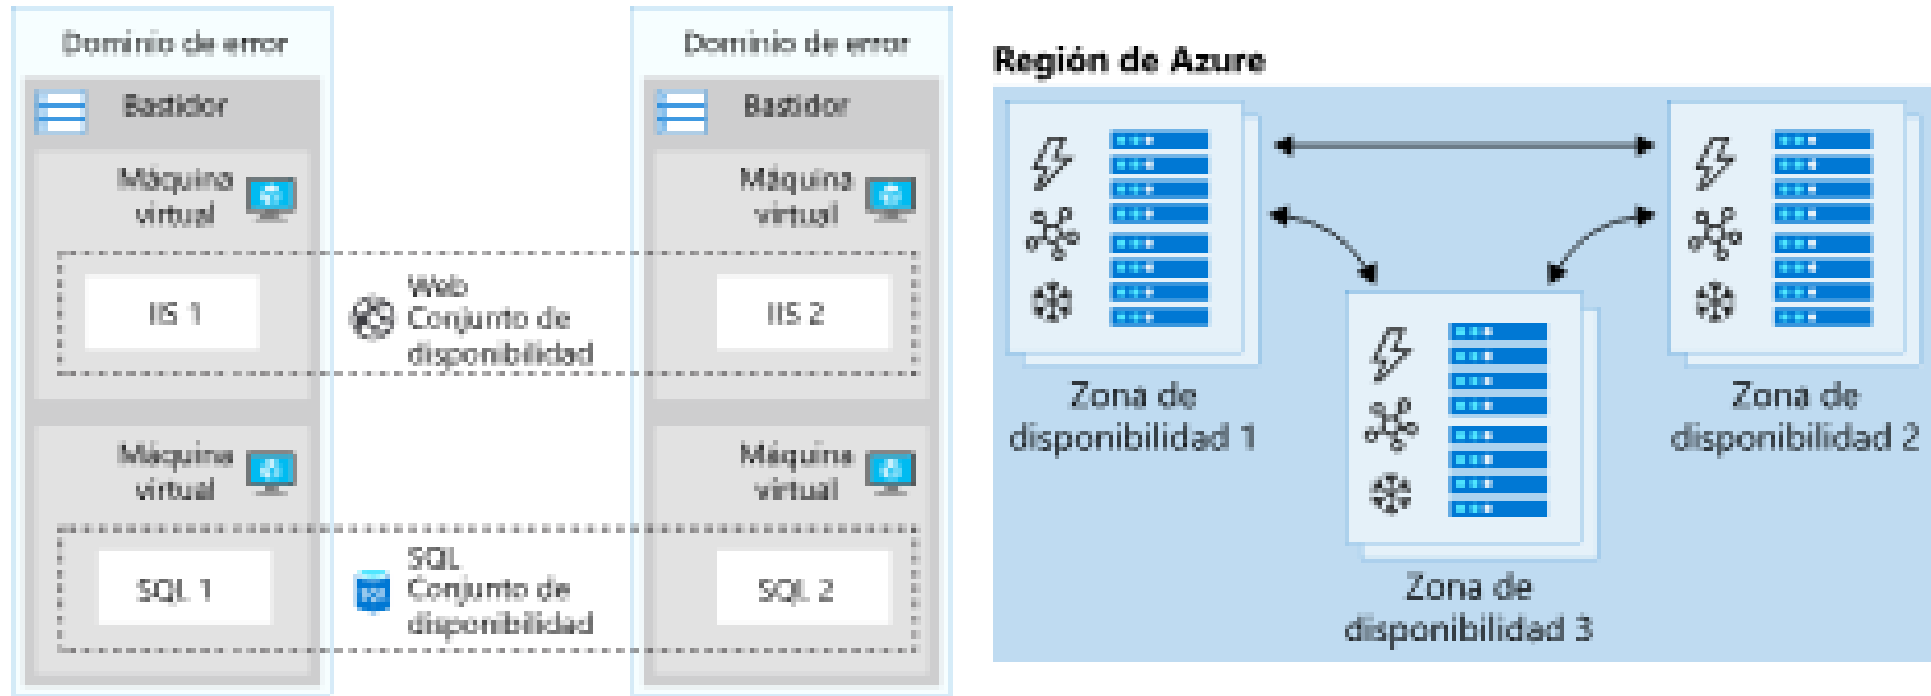 Dominio de error
Bastidor
Máquina
virtual
IIS 1
Máquina
virtual
SQL 1
Web
Conjunto de
disponibilidad
SQL
Conjunto de
disponibilidad
Dominio de error
Bastidor
Máquina
virtual
IIS 2
Máquina
virtual
SQL 2
Región de Azure
Zona de
disponibilidad 1
Zona de
disponibilidad 2
Zona de
disponibilidad 3